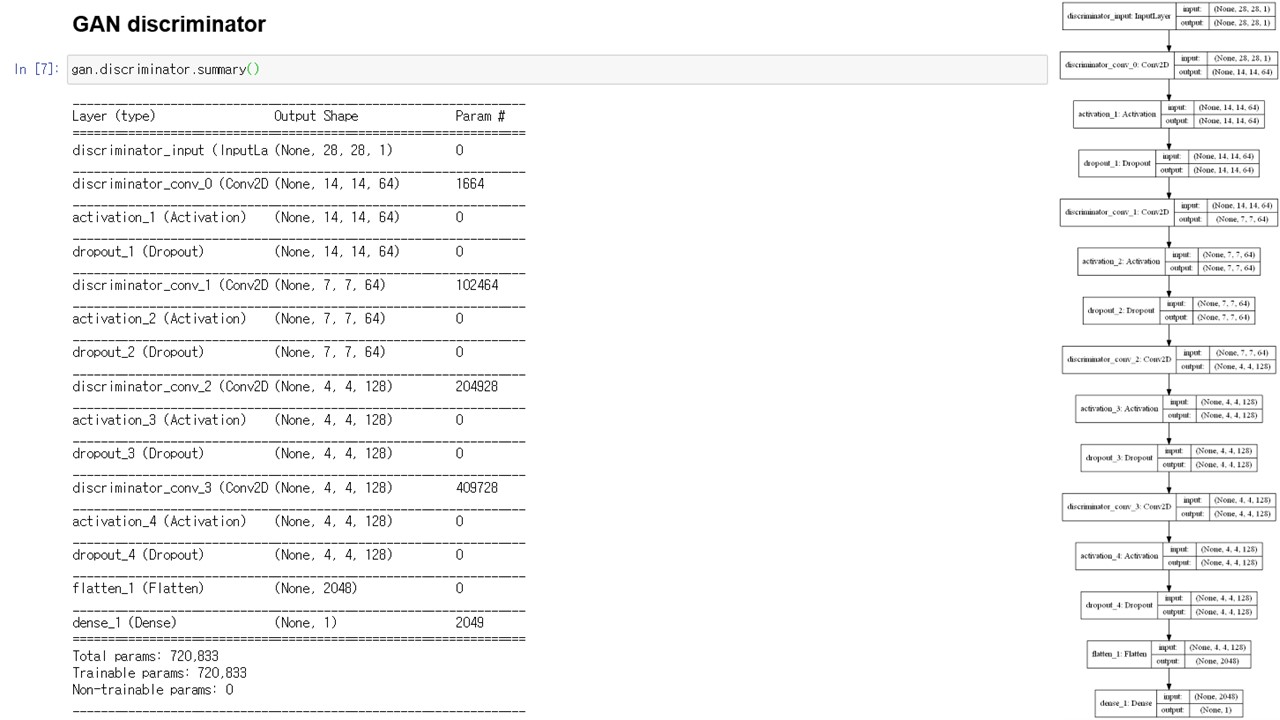 GAN discriminator
In [7]: gan.discriminator.summary()
Layer (type) Output Shape Param #
discriminator_input (InputLa (None, 28, 28, 1) 0
discriminator_conv_0 (Conv2D (None, 14, 14, 64) 1664
activation_1 (Activation) (None, 14, 14, 64) 0
dropout_1 (Dropout) (None, 14, 14, 64) 0
discriminator_conv_1 (Conv2D (None, 7, 7, 64) 102464
activation_2 (Activation) (None, 7, 7, 64) 0
dropout_2 (Dropout) (None, 7, 7, 64) 0
discriminator_conv_2 (Conv2D (None, 4, 4, 128) 204928
activation_3 (Activation) (None, 4, 4, 128) 0
dropout_3 (Dropout) (None, 4, 4, 128) 0
discriminator_conv_3 (Conv2D (None, 4, 4, 128) 409728
activation_4 (Activation) (None, 4, 4, 128) 0
dropout_4 (Dropout) (None, 4, 4, 128) 0
flatten_1 (Flatten) (None, 2048) 0
dense_1 (Dense) (None, 1) 2049
Total params: 720,833
Trainable params: 720,833
Non-trainable params: 0
discriminator_input: InputLayer
input: (None, 28, 28, 1)
output: (None, 28, 28, 1)
discriminator_conv_0: Conv2D
input: (None, 28, 28, 1)
output: (None, 14, 14, 64)
activation_1: Activation
input: (None, 14, 14, 64)
output: (None, 14, 14, 64)
dropout_1: Dropout
input: (None, 14, 14, 64)
output: (None, 14, 14, 64)
discriminator_conv_1: Conv2D
input: (None, 14, 14, 64)
output: (None, 7, 7, 64)
activation_2: Activation
input: (None, 7, 7, 64)
output: (None, 7, 7, 64)
dropout_2: Dropout
input: (None, 7, 7, 64)
output: (None, 7, 7, 64)
discriminator_conv_2: Conv2D
input: (None, 7, 7, 64)
output: (None, 4, 4, 128)
activation_3: Activation
input: (None, 4, 4, 128)
output: (None, 4, 4, 128)
dropout_3: Dropout
input: (None, 4, 4, 128)
output: (None, 4, 4, 128)
discriminator_conv_3: Conv2D
input: (None, 4, 4, 128)
output: (None, 4, 4, 128)
activation_4: Activation
input: (None, 4, 4, 128)
output: (None, 4, 4, 128)
dropout_4: Dropout
input: (None, 4, 4, 128)
output: (None, 4, 4, 128)
flatten_1: Flatten
input: (None, 4, 4, 128)
output: (None, 2048)
dense_1: Dense
input: (None, 2048)
output: (None, 1)